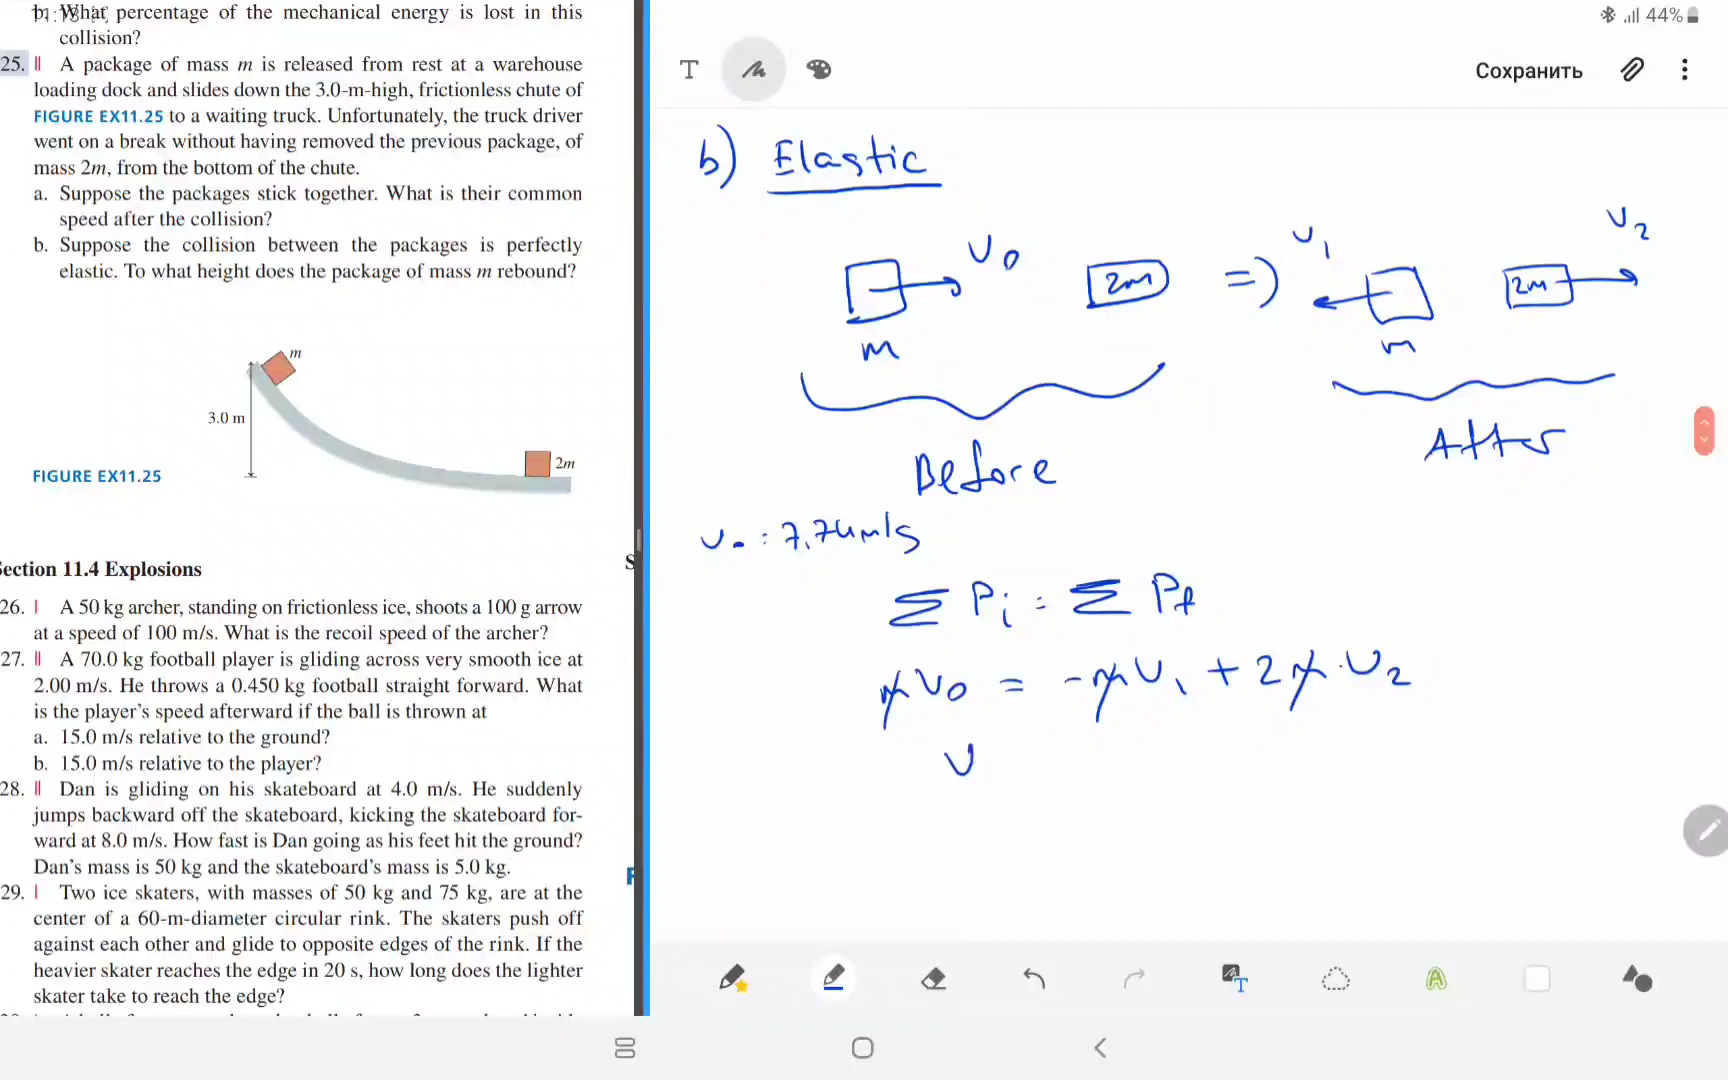 b. What percentage of the mechanical energy is lost in this
collision?
25. || A package of mass m is released from rest at a warehouse
loading dock and slides down the 3.0-m-high, frictionless chute of
FIGURE EX11.25 to a waiting truck. Unfortunately, the truck driver
went on a break without having removed the previous package, of
mass 2m, from the bottom of the chute.
a. Suppose the packages stick together. What is their common
speed after the collision?
b. Suppose the collision between the packages is perfectly
elastic. To what height does the package of mass m rebound?
m
3.0 m
2m
FIGURE EX11.25
Section 11.4 Explosions
26. | A 50 kg archer, standing on frictionless ice, shoots a 100 g arrow
at a speed of 100 m/s. What is the recoil speed of the archer?
27. || A 70.0 kg football player is gliding across very smooth ice at
2.00 m/s. He throws a 0.450 kg football straight forward. What
is the player's speed afterward if the ball is thrown at
a. 15.0 m/s relative to the ground?
b. 15.0 m/s relative to the player?
28. || Dan is gliding on his skateboard at 4.0 m/s. He suddenly
jumps backward off the skateboard, kicking the skateboard for-
ward at 8.0 m/s. How fast is Dan going as his feet hit the ground?
Dan's mass is 50 kg and the skateboard's mass is 5.0 kg.
29. | Two ice skaters, with masses of 50 kg and 75 kg, are at the
center of a 60-m-diameter circular rink. The skaters push off
against each other and glide to opposite edges of the rink. If the
heavier skater reaches the edge in 20 s, how long does the lighter
skater take to reach the edge?
44%
T
Сохранить
b) Elastic
v0 2m => v1 2m v2
m m
Before After
v0 : 7.74 m/s
Σ Pi = Σ Pf
mv0 = -mv1 + 2m·v2
v